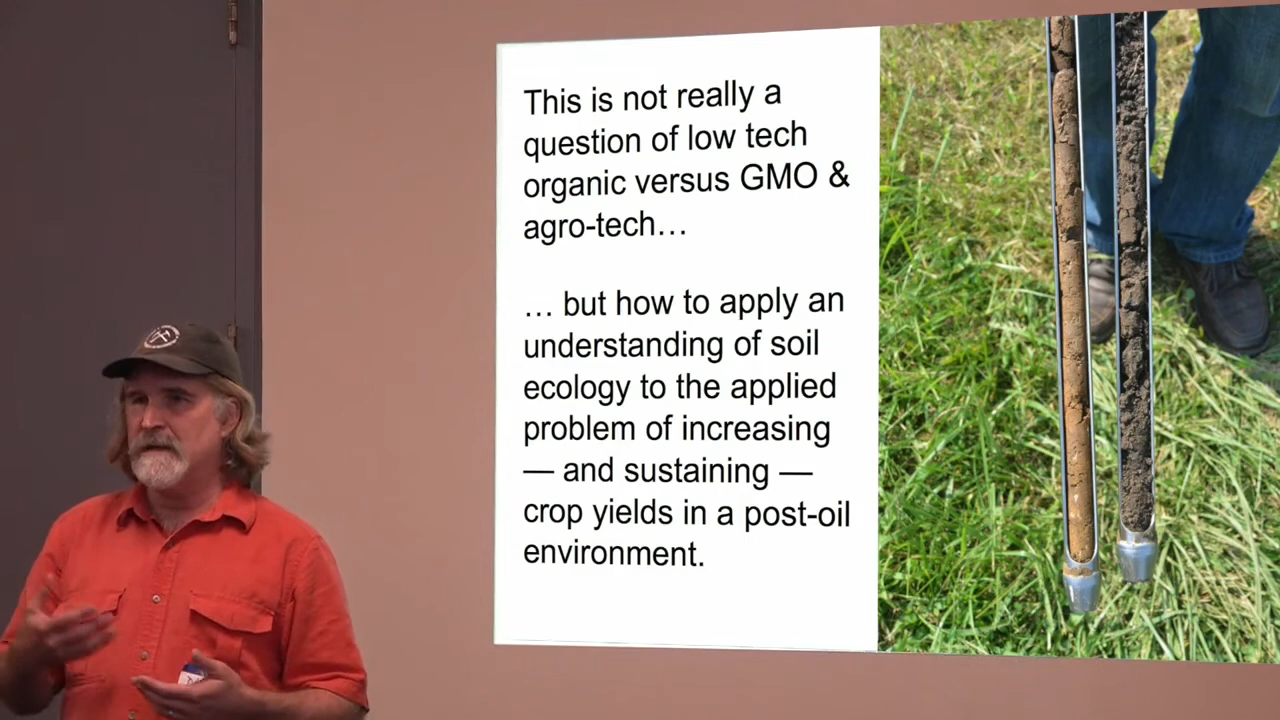 This is not really a
question of low tech
organic versus GMO &
agro-tech…
… but how to apply an
understanding of soil
ecology to the applied
problem of increasing
— and sustaining —
crop yields in a post-oil
environment.